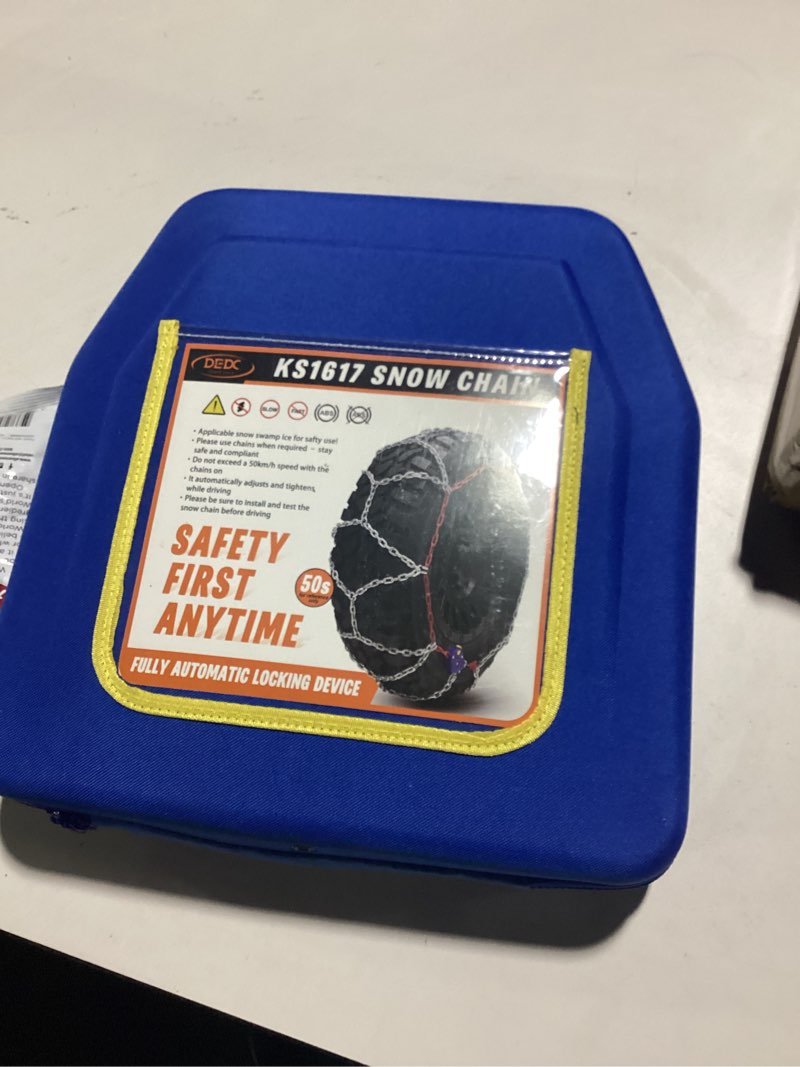 DEDC
KS1617 SNOW CHAIN
SLOW
ABS
• Applicable snow swamp ice for safty use!
• Please use chains when required – stay
safe and compliant
• Do not exceed a 50km/h speed with the
chains on
• It automatically adjusts and tightens,
while driving
• Please be sure to install and test the
snow chain before driving
SAFETY
FIRST
ANYTIME
50s
FULLY AUTOMATIC LOCKING DEVICE